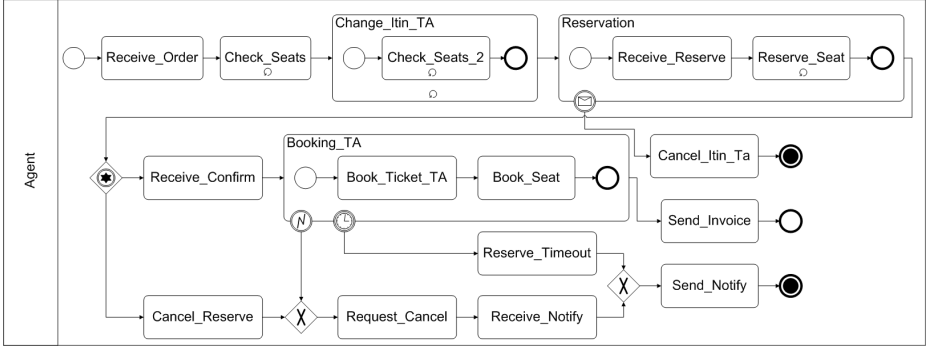 Agent
Change_Itin_TA
Reservation
Receive_Order
Check_Seats
Check_Seats_2
Receive_Reserve
Reserve_Seat
Booking_TA
Cancel_Itin_Ta
Receive_Confirm
Book_Ticket_TA
Book_Seat
Send_Invoice
Reserve_Timeout
Send_Notify
Cancel_Reserve
X
Request_Cancel
Receive_Notify
X